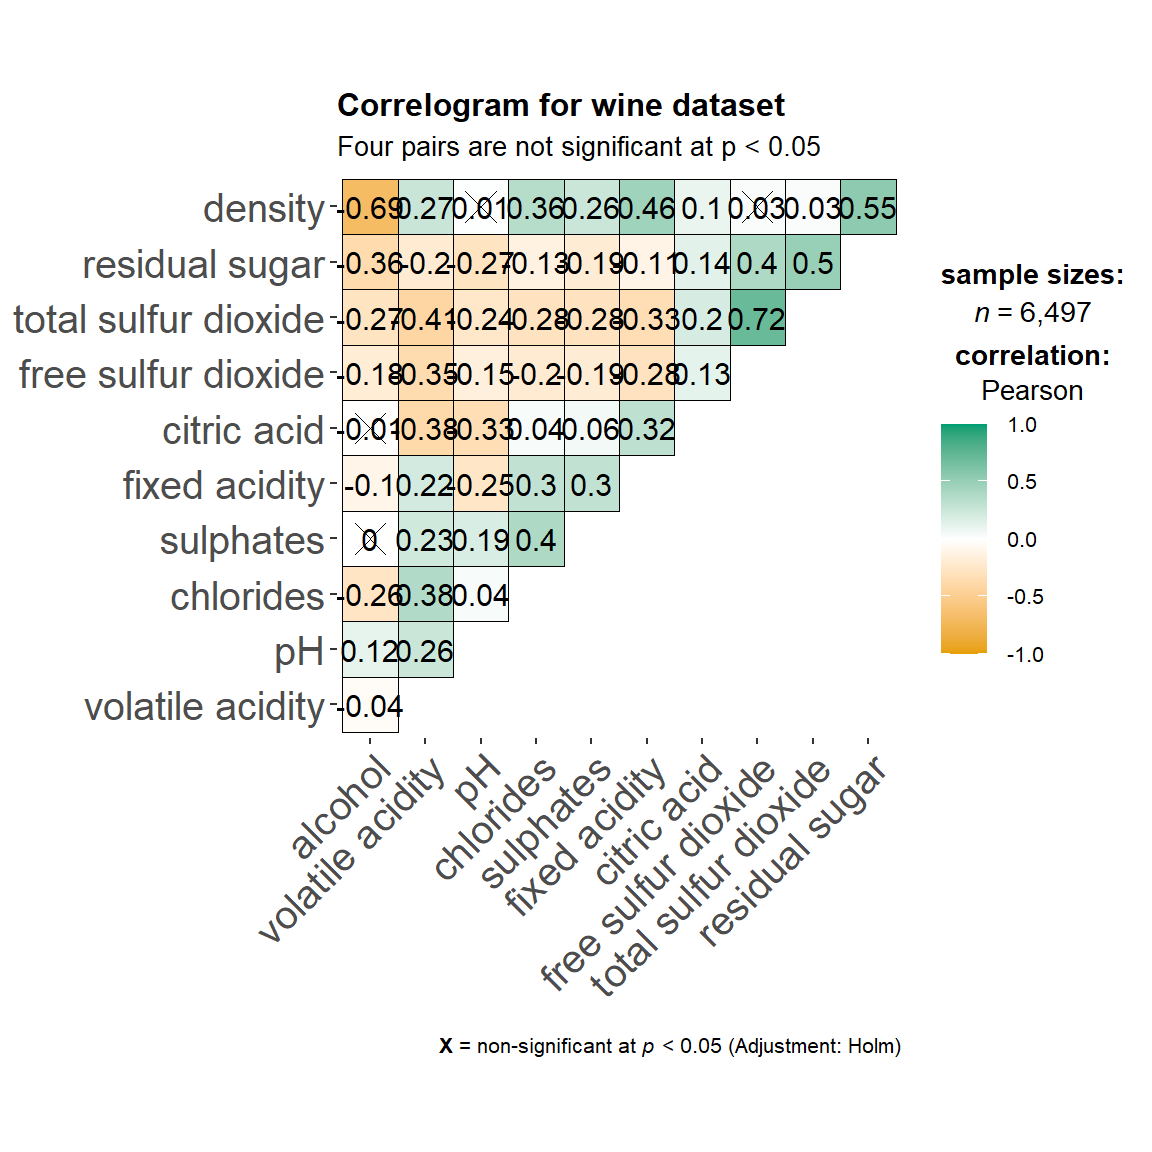 Correlogram for wine dataset
Four pairs are not significant at p < 0.05
density -0.69 0.27 0.01 0.36 0.26 0.46 0.1 0.03 0.03 0.55
residual sugar -0.36 -0.2 -0.27 -0.13 -0.19 -0.11 0.14 0.4 0.5
total sulfur dioxide -0.27 -0.41 -0.24 -0.28 -0.28 -0.33 0.2 0.72
free sulfur dioxide -0.18 -0.35 -0.15 -0.2 -0.19 -0.28 0.13
citric acid -0.01 -0.38 -0.33 0.04 0.06 0.32
fixed acidity -0.1 0.22 -0.25 0.3 0.3
sulphates 0 0.23 0.19 0.4
chlorides -0.26 0.38 0.04
pH 0.12 0.26
volatile acidity -0.04
alcohol
volatile acidity
pH
chlorides
sulphates
fixed acidity
citric acid
free sulfur dioxide
total sulfur dioxide
residual sugar
sample sizes:
n = 6,497
correlation:
Pearson
1.0
0.5
0.0
-0.5
-1.0
X = non-significant at p < 0.05 (Adjustment: Holm)